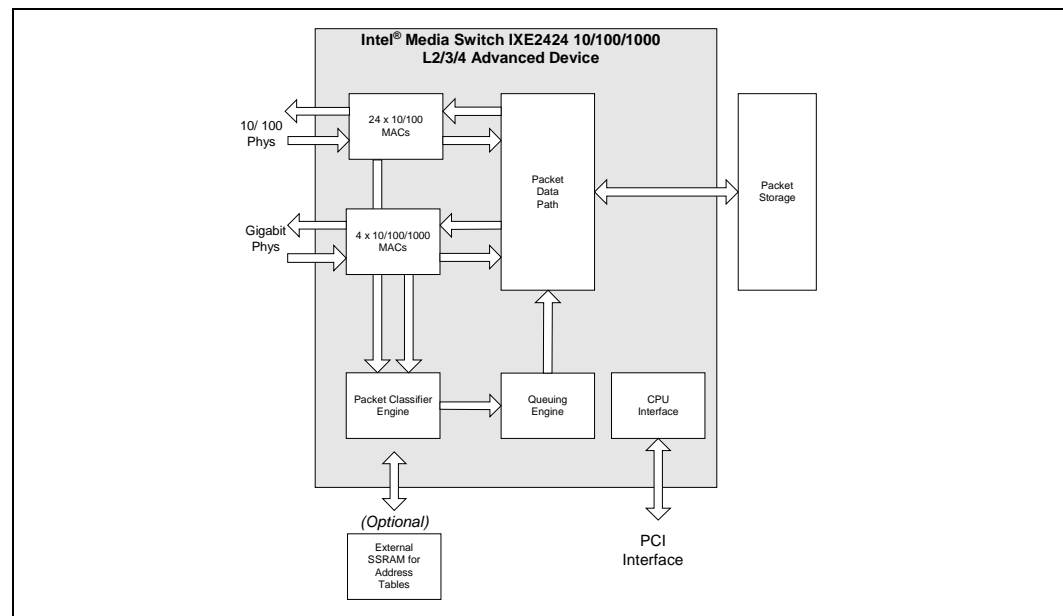 Intel® Media Switch IXE2424 10/100/1000
L2/3/4 Advanced Device
10/ 100
Phys
24 x 10/100
MACs
Packet
Data
Path
Packet
Storage
Gigabit
Phys
4 x 10/100/1000
MACs
Packet Classifier
Engine
Queuing
Engine
CPU
Interface
(Optional)
External
SSRAM for
Address
Tables
PCI
Interface